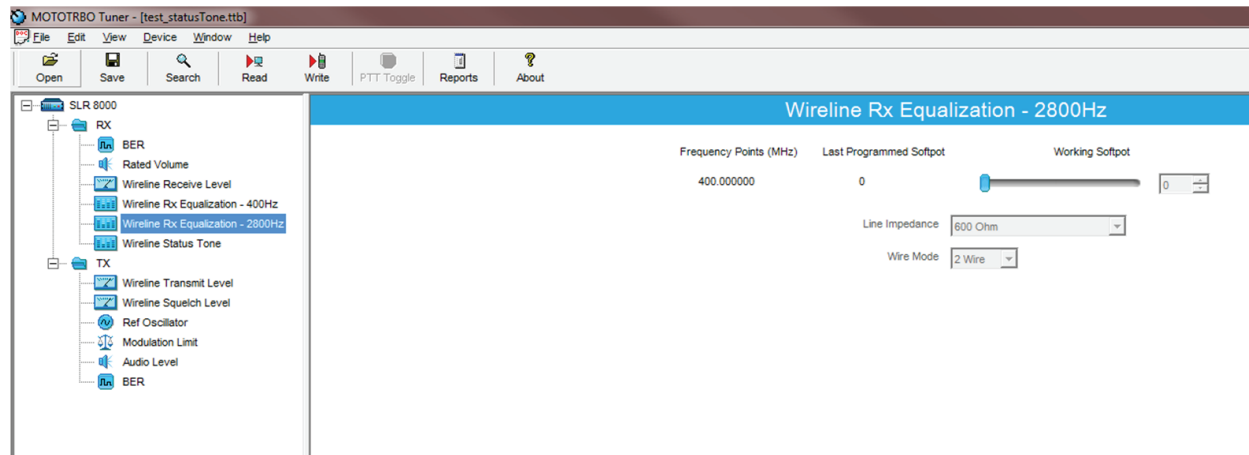 MOTOTRBO Tuner - [test_statusTone.ttb]
File Edit View Device Window Help
Open Save Search Read Write PTT Toggle Reports About
SLR 8000
RX
BER
Rated Volume
Wireline Receive Level
Wireline Rx Equalization - 400Hz
Wireline Rx Equalization - 2800Hz
Wireline Status Tone
TX
Wireline Transmit Level
Wireline Squelch Level
Ref Oscillator
Modulation Limit
Audio Level
BER
Wireline Rx Equalization - 2800Hz
Frequency Points (MHz) Last Programmed Softpot Working Softpot
400.000000 0 0
Line Impedance 600 Ohm
Wire Mode 2 Wire